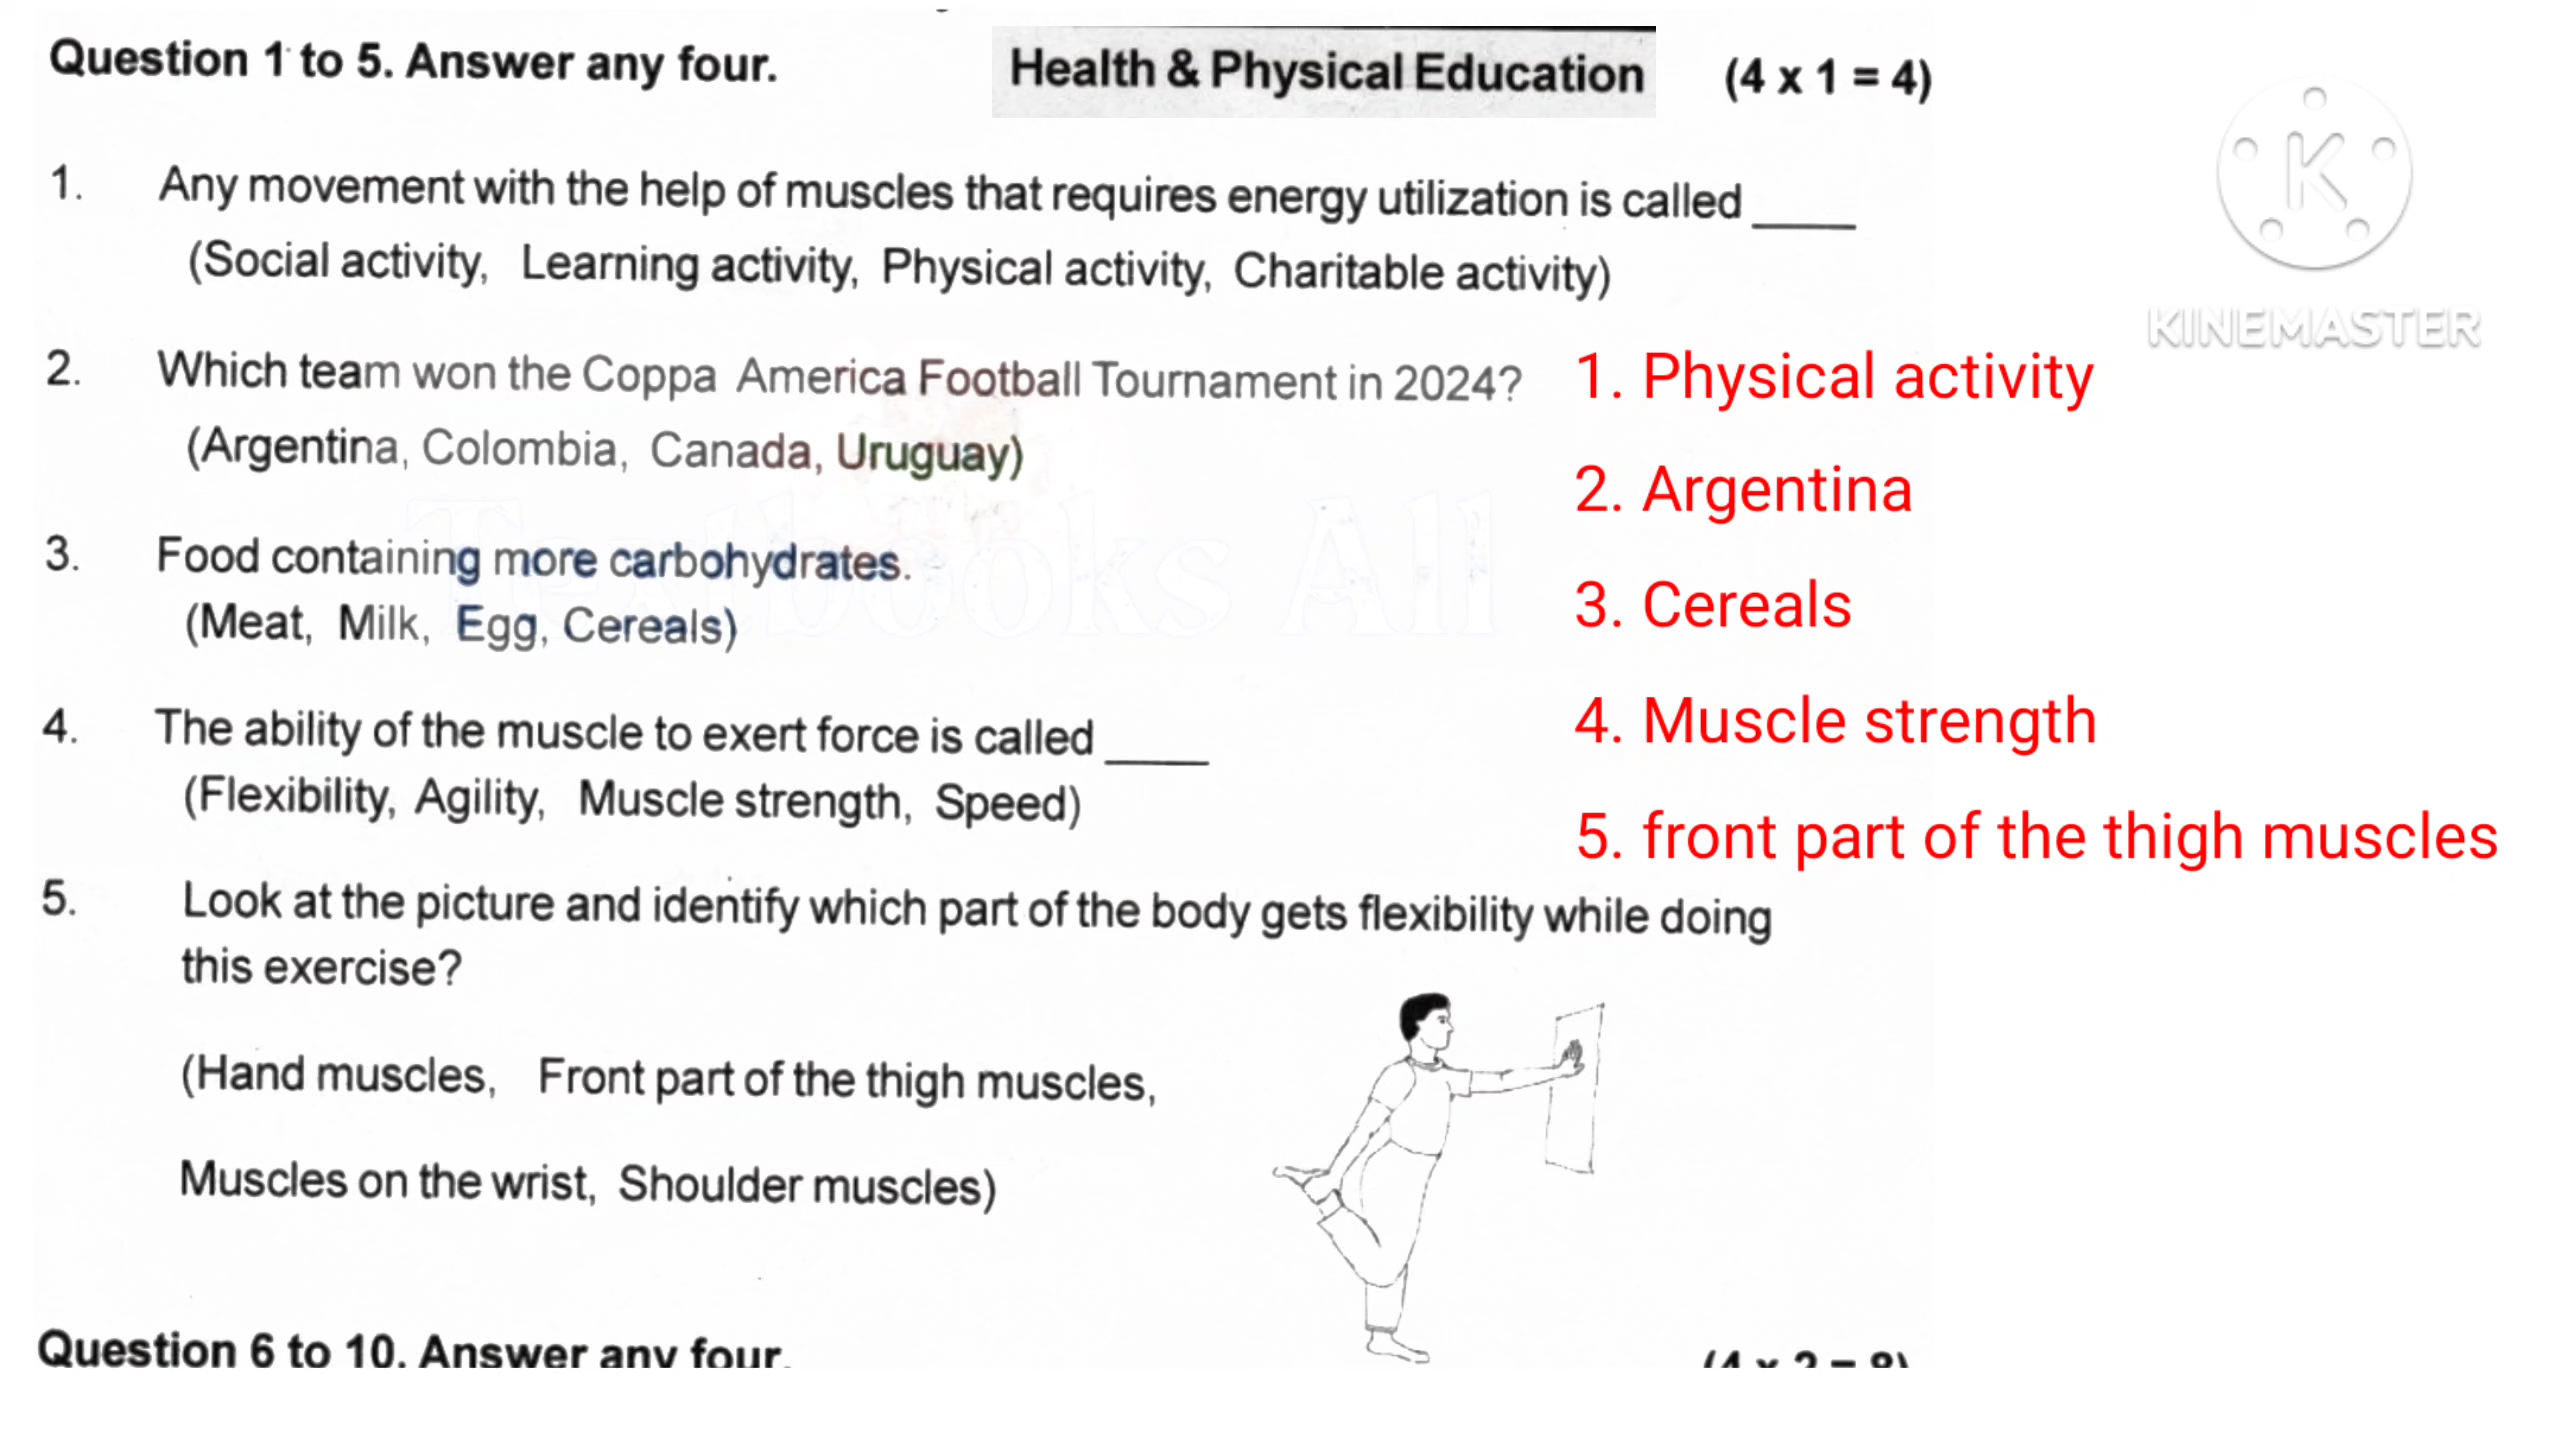 Question 1 to 5. Answer any four.
Health & Physical Education
(4 x 1 = 4)
1. Any movement with the help of muscles that requires energy utilization is called ____
(Social activity, Learning activity, Physical activity, Charitable activity)
K
KINEMASTER
2. Which team won the Coppa America Football Tournament in 2024?
(Argentina, Colombia, Canada, Uruguay)
Textbooks All
3. Food containing more carbohydrates.
(Meat, Milk, Egg, Cereals)
4. The ability of the muscle to exert force is called ____
(Flexibility, Agility, Muscle strength, Speed)
1. Physical activity
2. Argentina
3. Cereals
4. Muscle strength
5. front part of the thigh muscles
5. Look at the picture and identify which part of the body gets flexibility while doing
this exercise?
(Hand muscles, Front part of the thigh muscles,
Muscles on the wrist, Shoulder muscles)
Question 6 to 10. Answer any four.
(4 x 2 = 8)